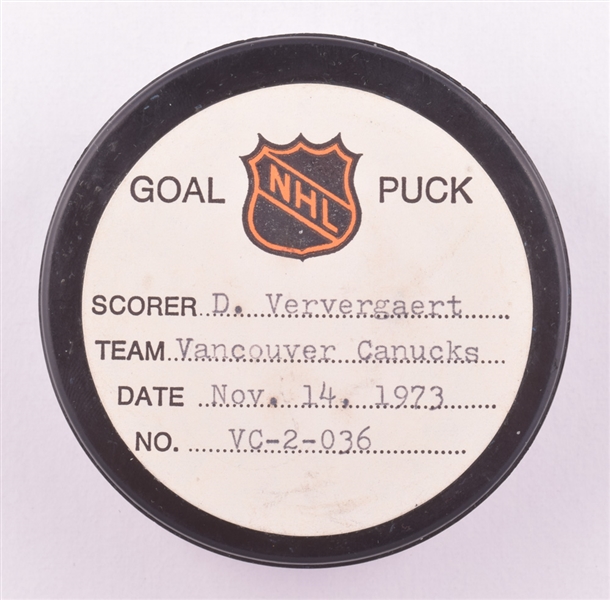 GOAL NHL PUCK
SCORER D. Ververgaert
TEAM Vancouver Canucks
DATE Nov. 14, 1973
NO. VC-2-036